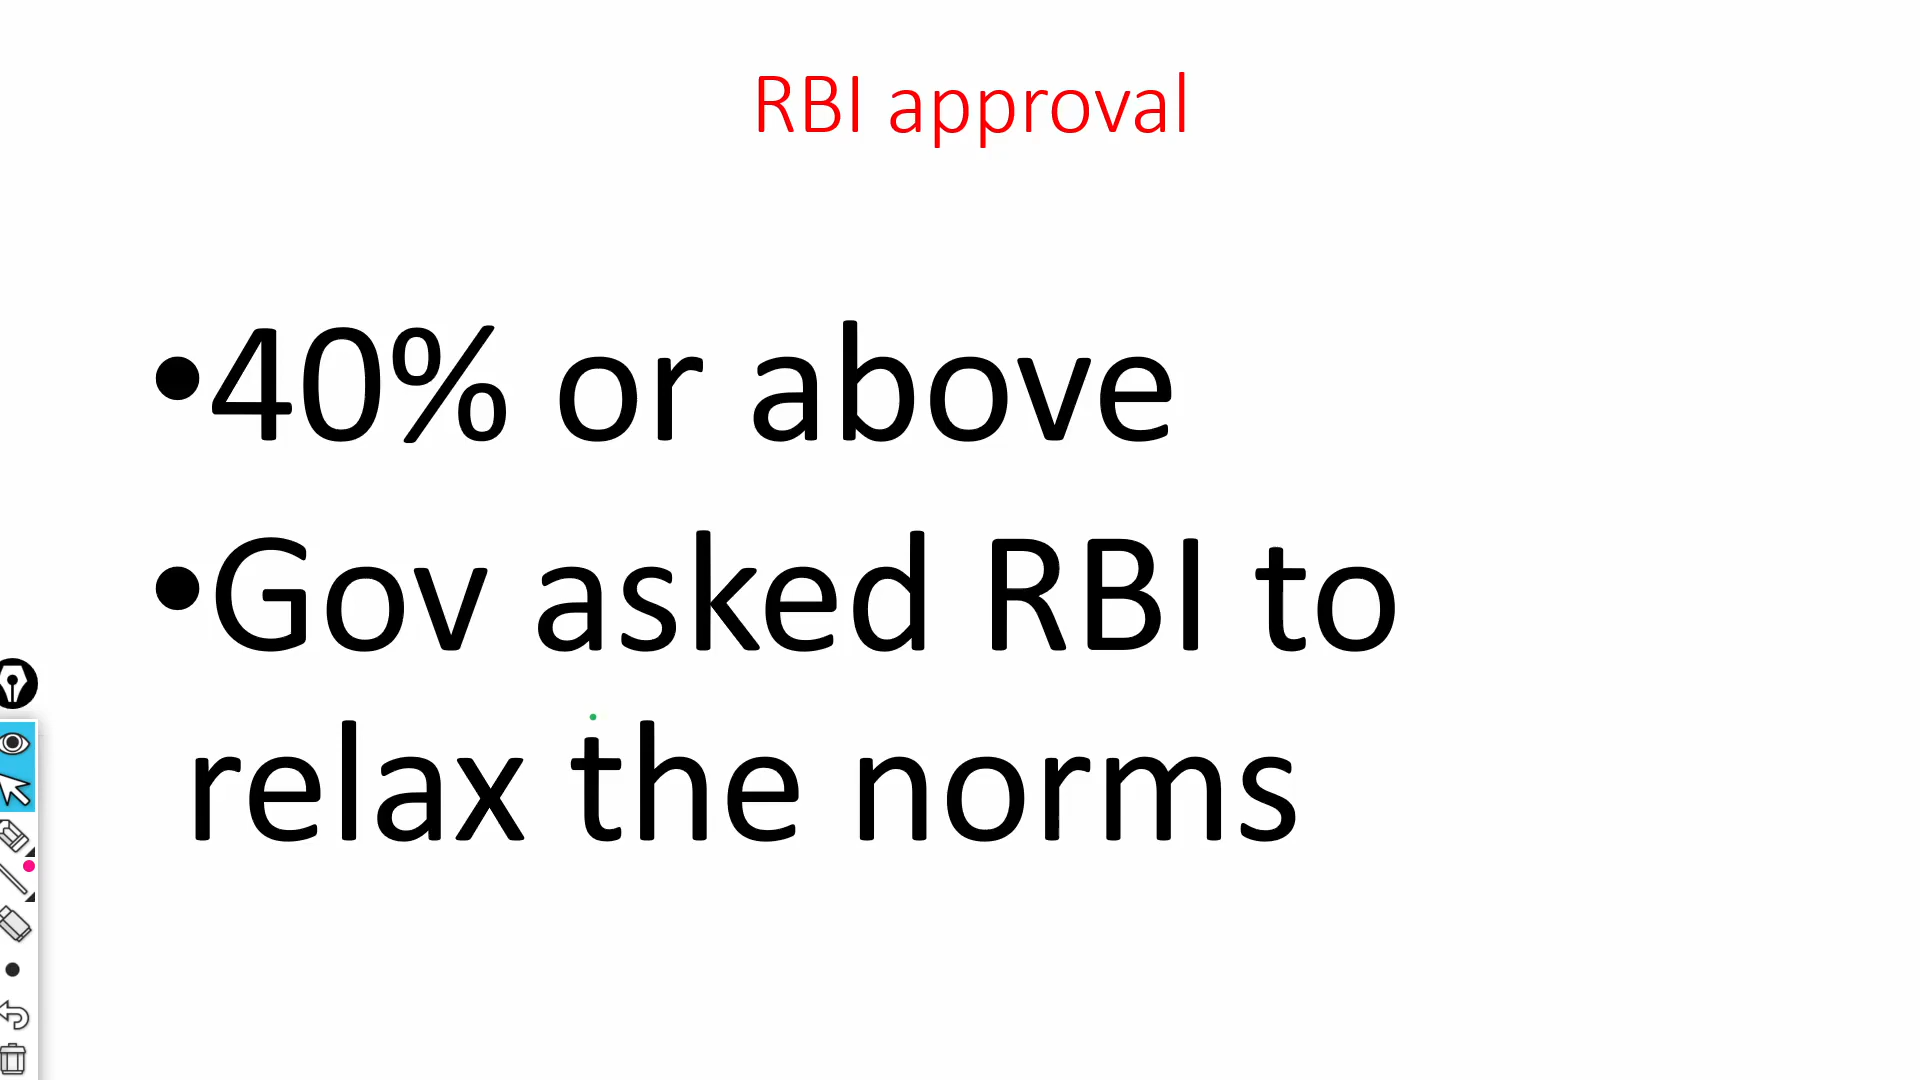 RBI approval
•40% or above
•Gov asked RBI to
relax the norms